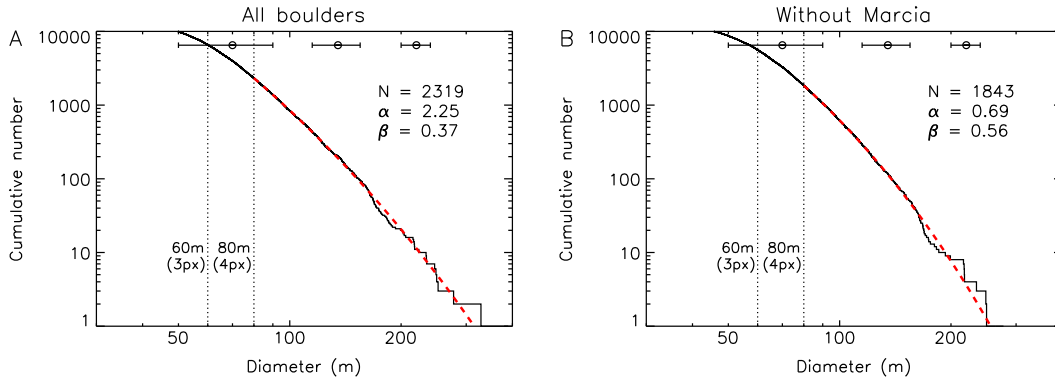 All boulders
A
10000
1000
100
10
1
Cumulative number
N = 2319
α = 2.25
β = 0.37
60m 80m
(3px) (4px)
50 100 200
Diameter (m)
Without Marcia
B
10000
1000
100
10
1
Cumulative number
N = 1843
α = 0.69
β = 0.56
60m 80m
(3px) (4px)
50 100 200
Diameter (m)